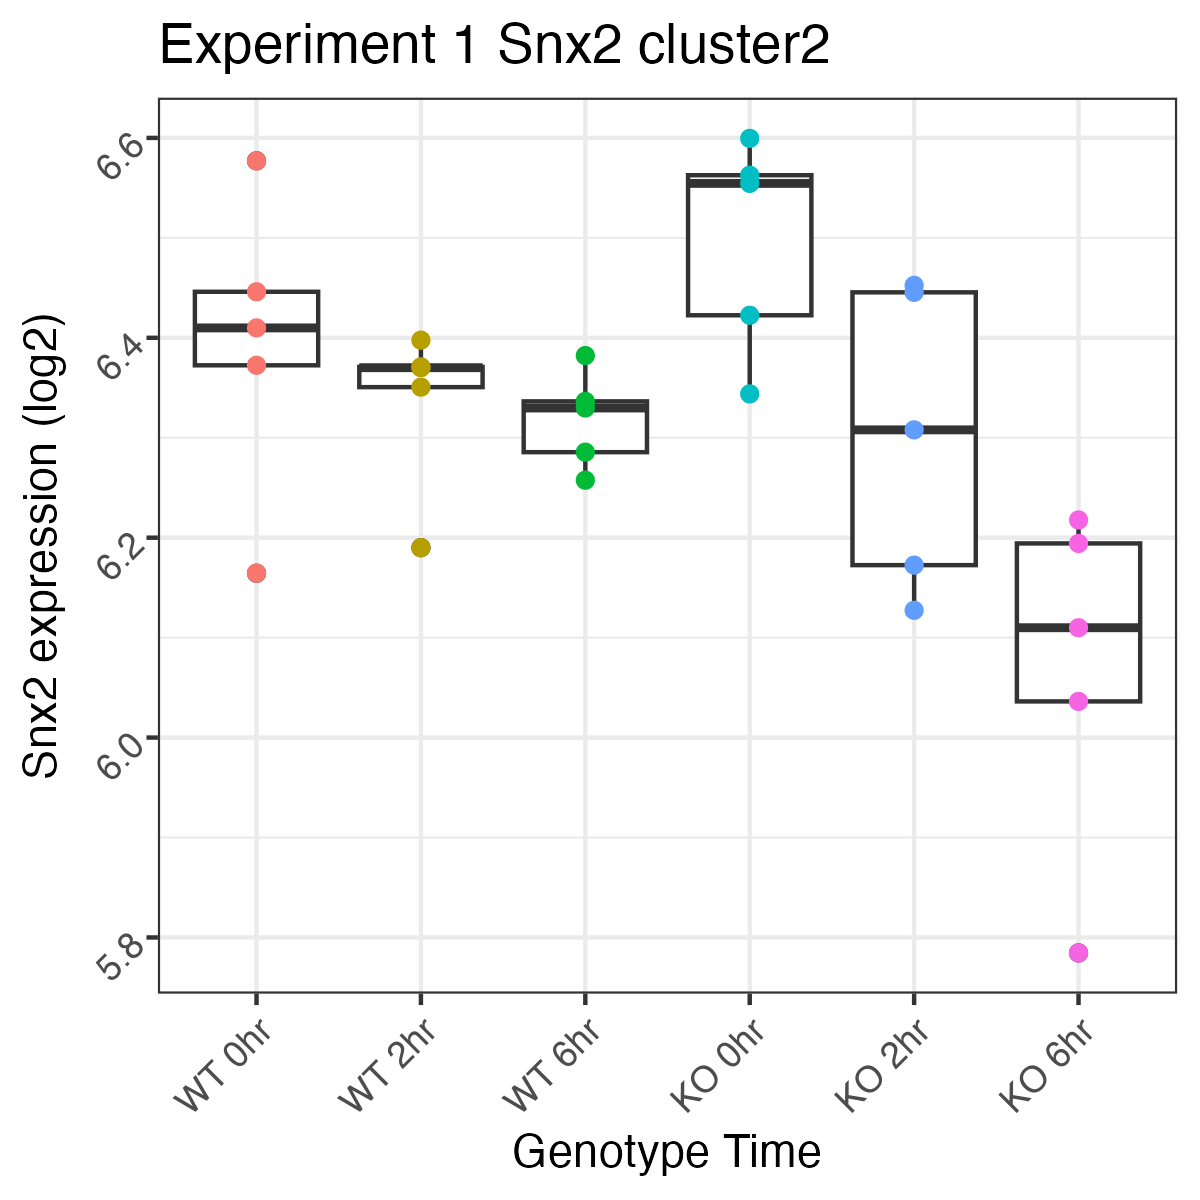 Experiment 1 Snx2 cluster2
Snx2 expression (log2)
6.6
6.4
6.2
6.0
5.8
WT 0hr
WT 2hr
WT 6hr
KO 0hr
KO 2hr
KO 6hr
Genotype Time